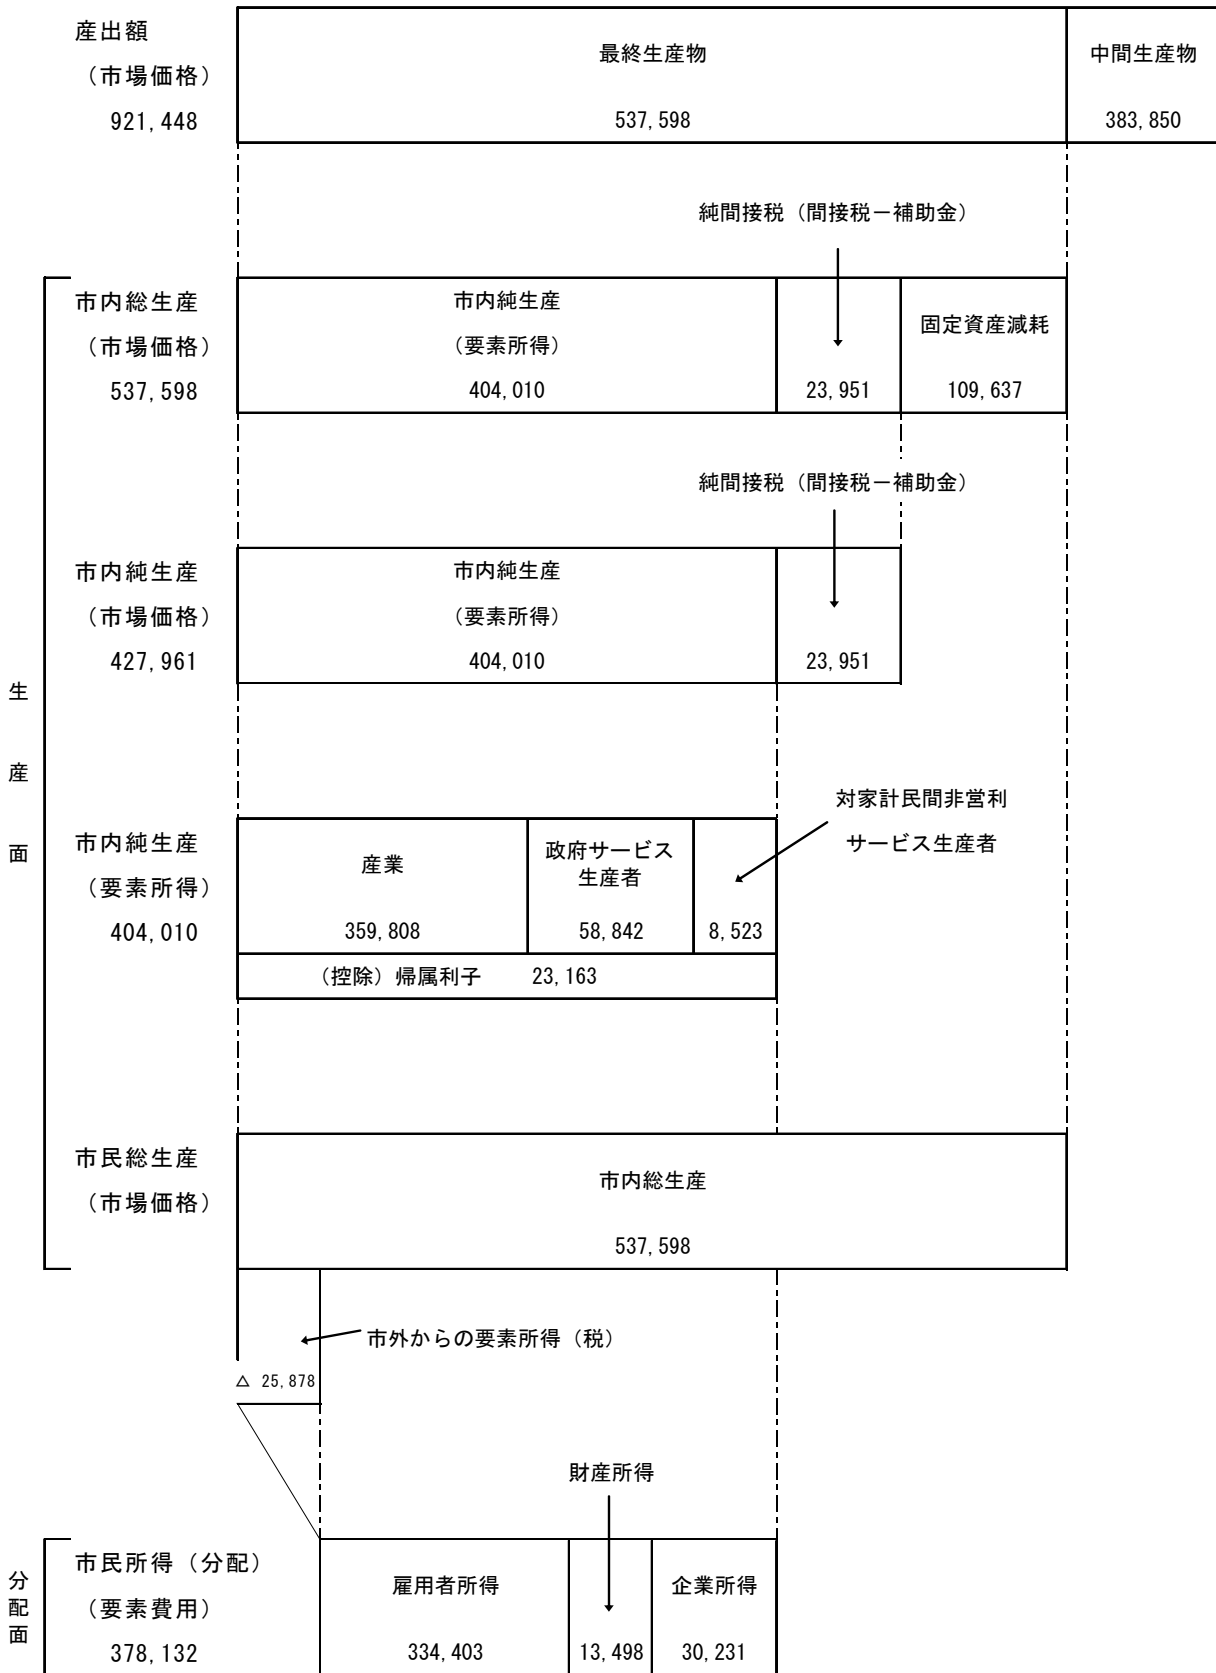 産出額
（市場価格）
921,448
最終生産物
537,598
中間生産物
383,850
純間接税（間接税－補助金）
生産面
市内総生産
（市場価格）
537,598
市内純生産
（要素所得）
404,010
23,951
固定資産減耗
109,637
純間接税（間接税－補助金）
市内純生産
（市場価格）
427,961
市内純生産
（要素所得）
404,010
23,951
対家計民間非営利
サービス生産者
市内純生産
（要素所得）
404,010
産業
359,808
政府サービス
生産者
58,842
8,523
（控除）帰属利子　23,163
市民総生産
（市場価格）
市内総生産
537,598
市外からの要素所得（税）
△ 25,878
財産所得
分配面
市民所得（分配）
（要素費用）
378,132
雇用者所得
334,403
13,498
企業所得
30,231